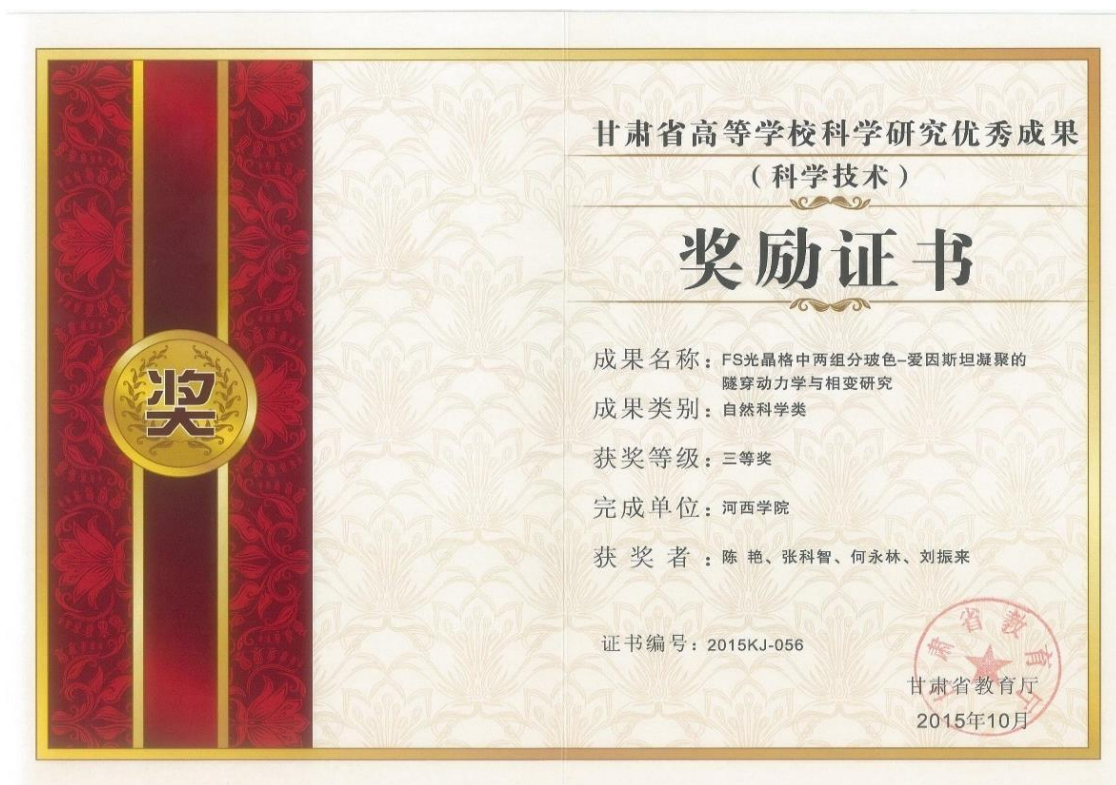 奖
甘肃省高等学校科学研究优秀成果
（科学技术）
奖励证书
成果名称：FS光晶格中两组分玻色-爱因斯坦凝聚的
隧穿动力学与相变研究
成果类别：自然科学类
获奖等级：三等奖
完成单位：河西学院
获 奖 者：陈 艳、张科智、何永林、刘振来
证书编号：2015KJ-056
甘肃省教育厅
甘肃省教育厅
2015年10月